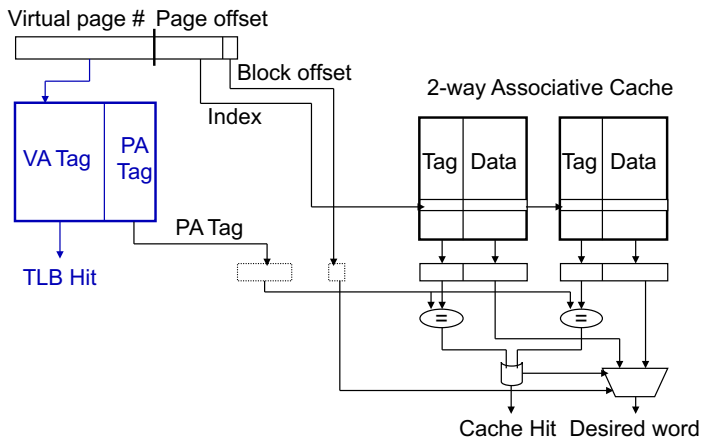 Virtual page # Page offset
Block offset
2-way Associative Cache
Index
VA Tag
PA
Tag
Tag Data
Tag Data
PA Tag
TLB Hit
=
=
Cache Hit Desired word